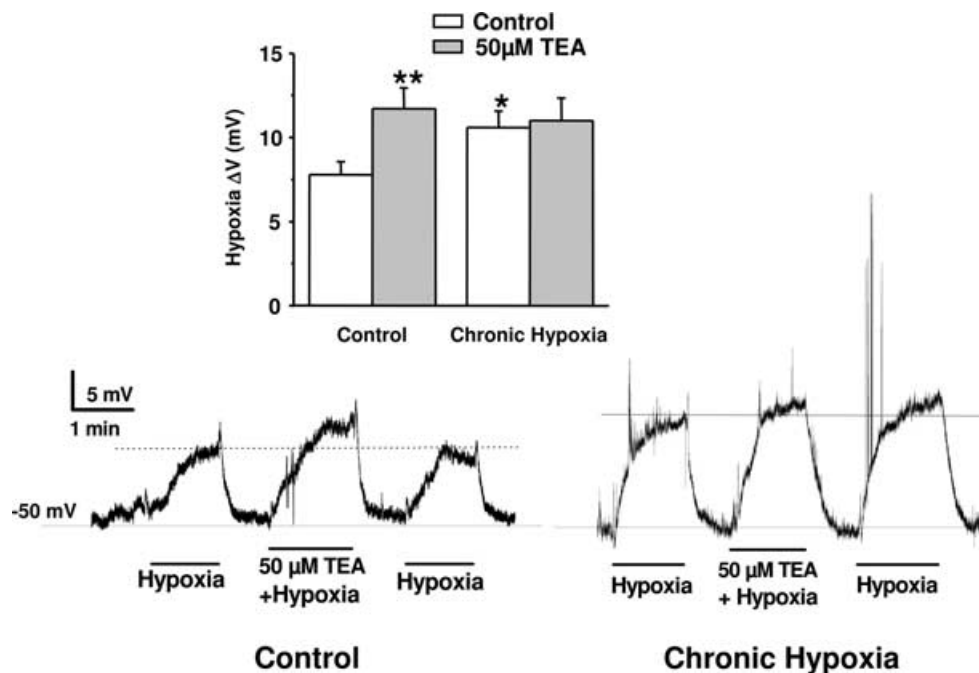 Control
50μM TEA
15
10
5
0
Hypoxia ΔV (mV)
**
*
Control
Chronic Hypoxia
5 mV
1 min
-50 mV
Hypoxia
50 μM TEA
+Hypoxia
Hypoxia
Control
Hypoxia
50 μM TEA
+ Hypoxia
Hypoxia
Chronic Hypoxia